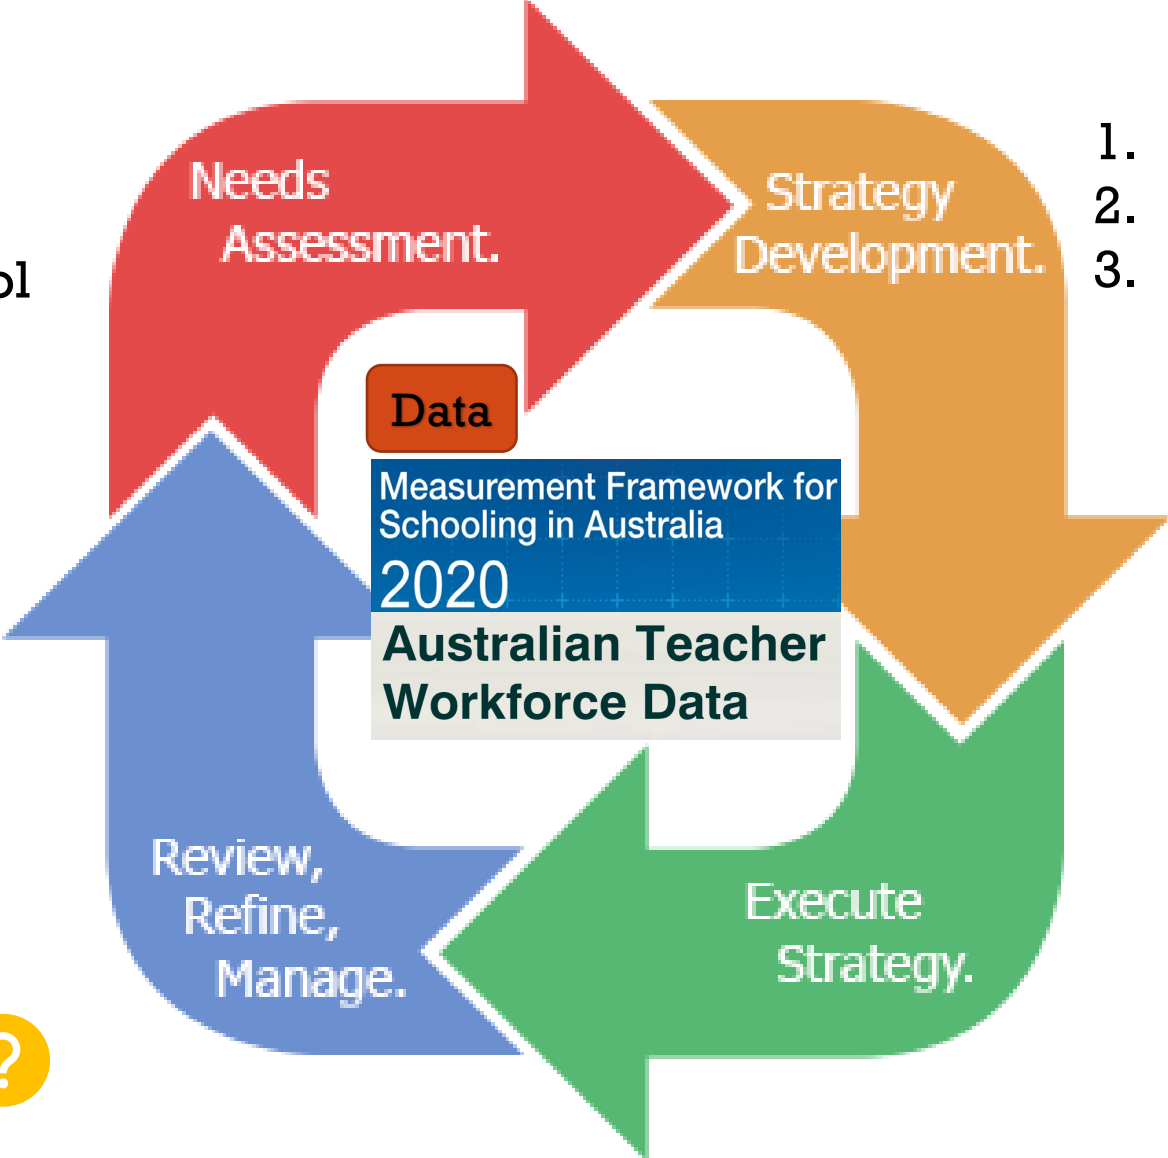 Needs
Assessment.
Strategy
Development.
1.
2.
3.
ol
Data
Measurement Framework for
Schooling in Australia
2020
Australian Teacher
Workforce Data
Review,
Refine,
Manage.
Execute
Strategy.
?